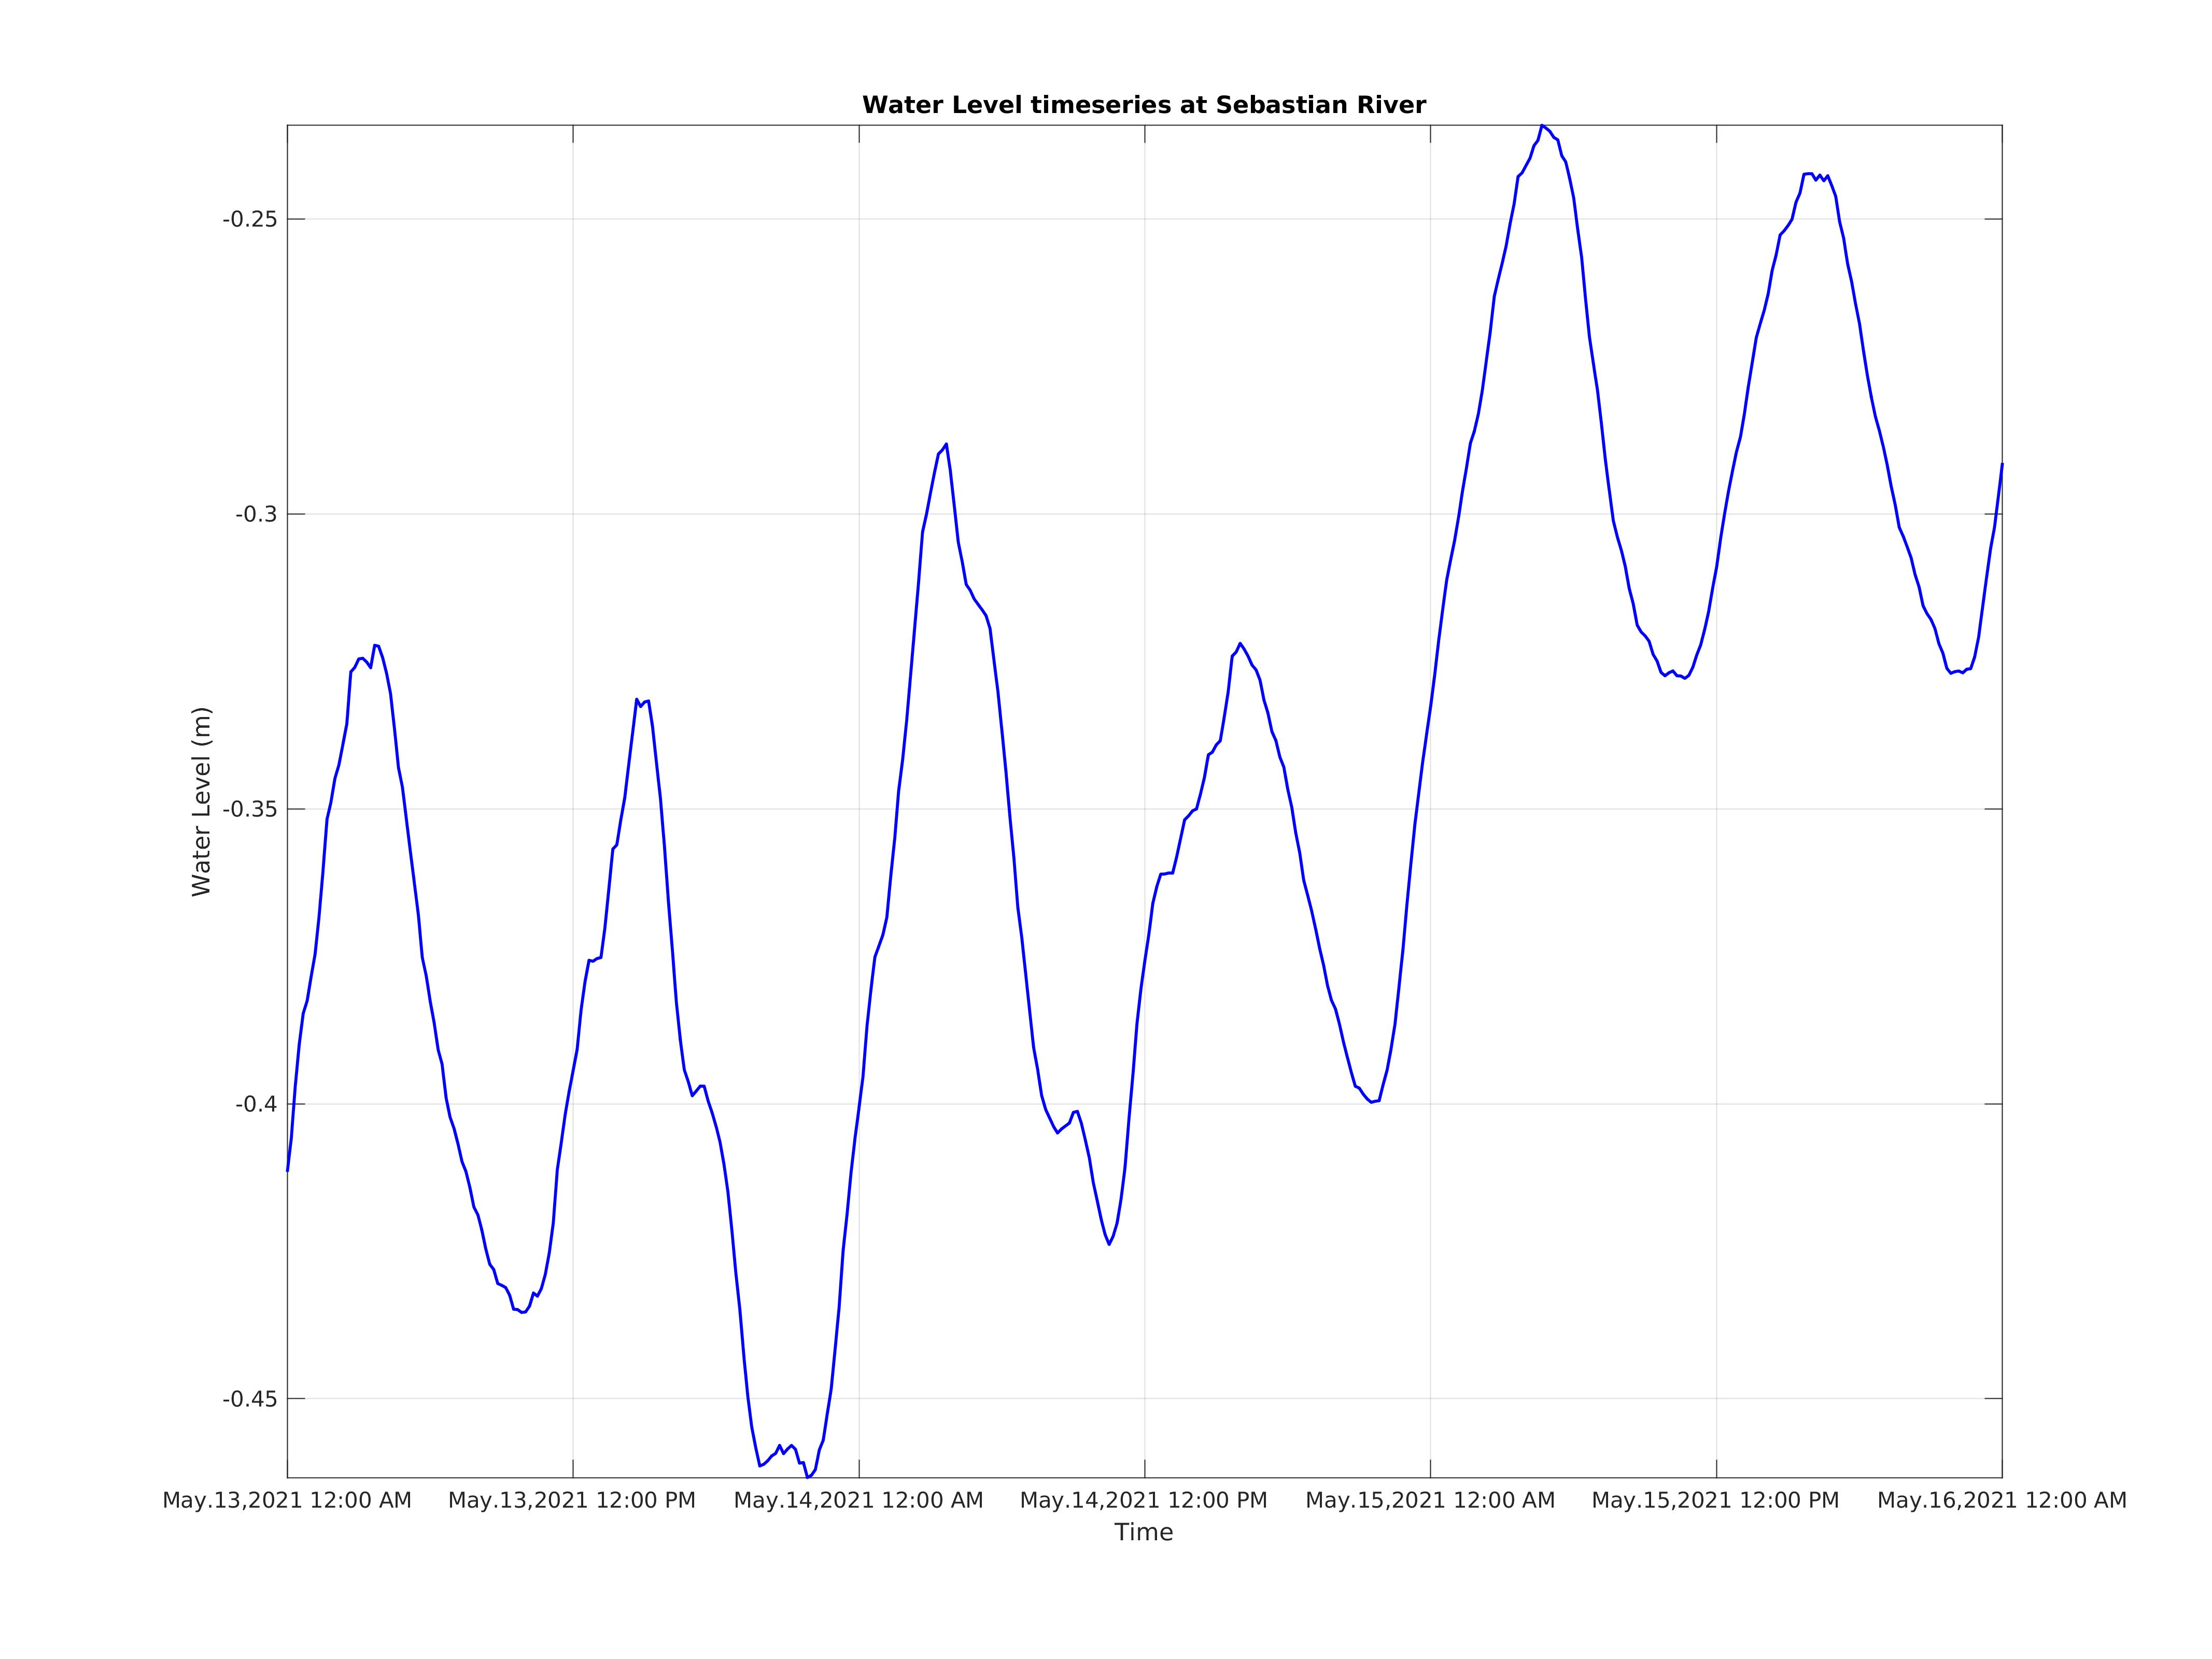 Water Level timeseries at Sebastian River
-0.25
-0.3
-0.35
-0.4
-0.45
Water Level (m)
May.13,2021 12:00 AM
May.13,2021 12:00 PM
May.14,2021 12:00 AM
May.14,2021 12:00 PM
May.15,2021 12:00 AM
May.15,2021 12:00 PM
May.16,2021 12:00 AM
Time